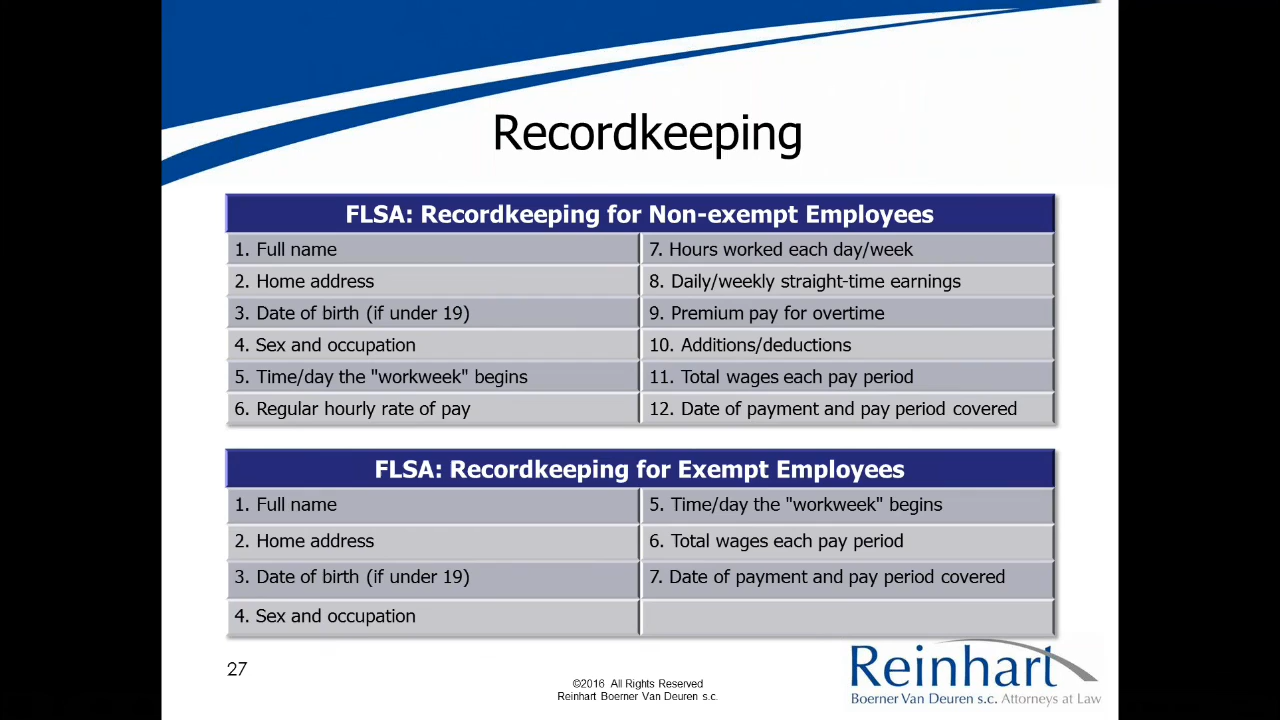 Recordkeeping
FLSA: Recordkeeping for Non-exempt Employees
1. Full name
7. Hours worked each day/week
2. Home address
8. Daily/weekly straight-time earnings
3. Date of birth (if under 19)
9. Premium pay for overtime
4. Sex and occupation
10. Additions/deductions
5. Time/day the "workweek" begins
11. Total wages each pay period
6. Regular hourly rate of pay
12. Date of payment and pay period covered
FLSA: Recordkeeping for Exempt Employees
1. Full name
5. Time/day the "workweek" begins
2. Home address
6. Total wages each pay period
3. Date of birth (if under 19)
7. Date of payment and pay period covered
4. Sex and occupation
27
©2016 All Rights Reserved
Reinhart Boerner Van Deuren s.c.
Reinhart
Boerner Van Deuren s.c. Attorneys at Law